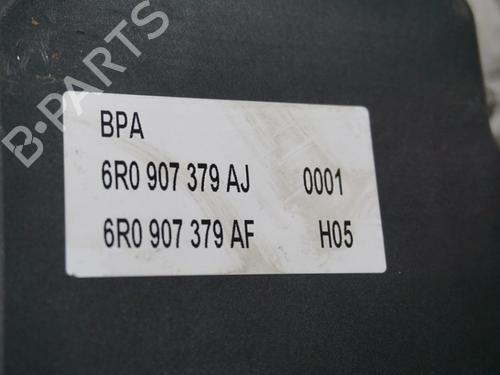 B-PARTS
BPA
6R0 907 379 AJ 0001
6R0 907 379 AF H05